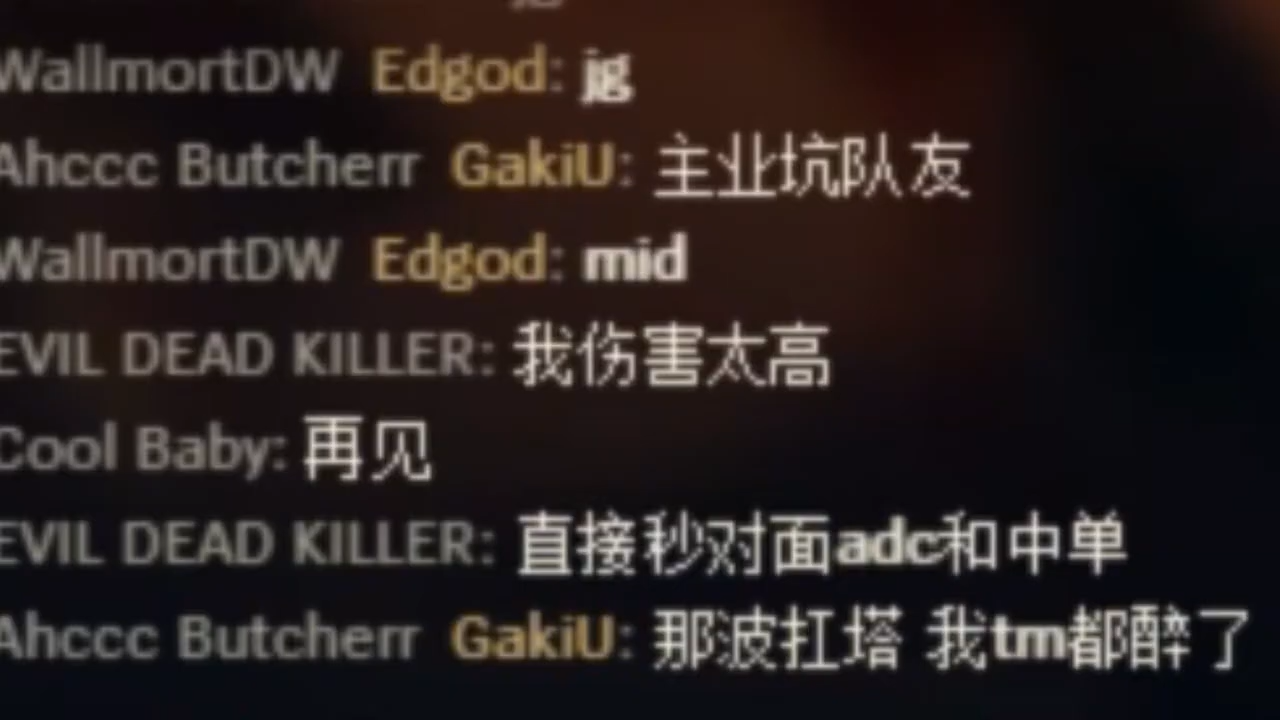 WallmortDW Edgod: jg
Ahccc Butcherr GakiU: 主业坑队友
WallmortDW Edgod: mid
EVIL DEAD KILLER: 我伤害太高
Cool Baby: 再见
EVIL DEAD KILLER: 直接秒对面adc和中单
Ahccc Butcherr GakiU: 那波扛塔 我tm都醉了